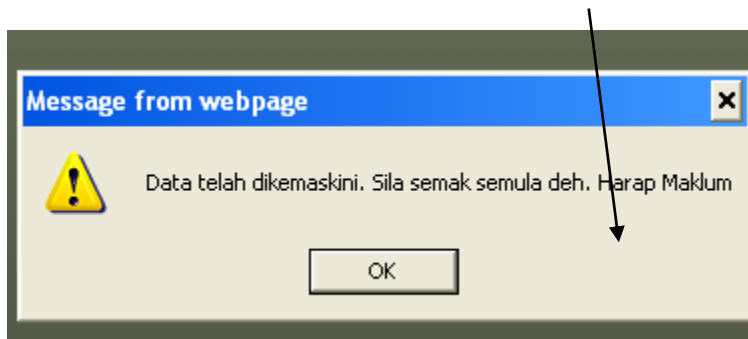 Message from webpage
Data telah dikemaskini. Sila semak semula deh. Harap Maklum
OK